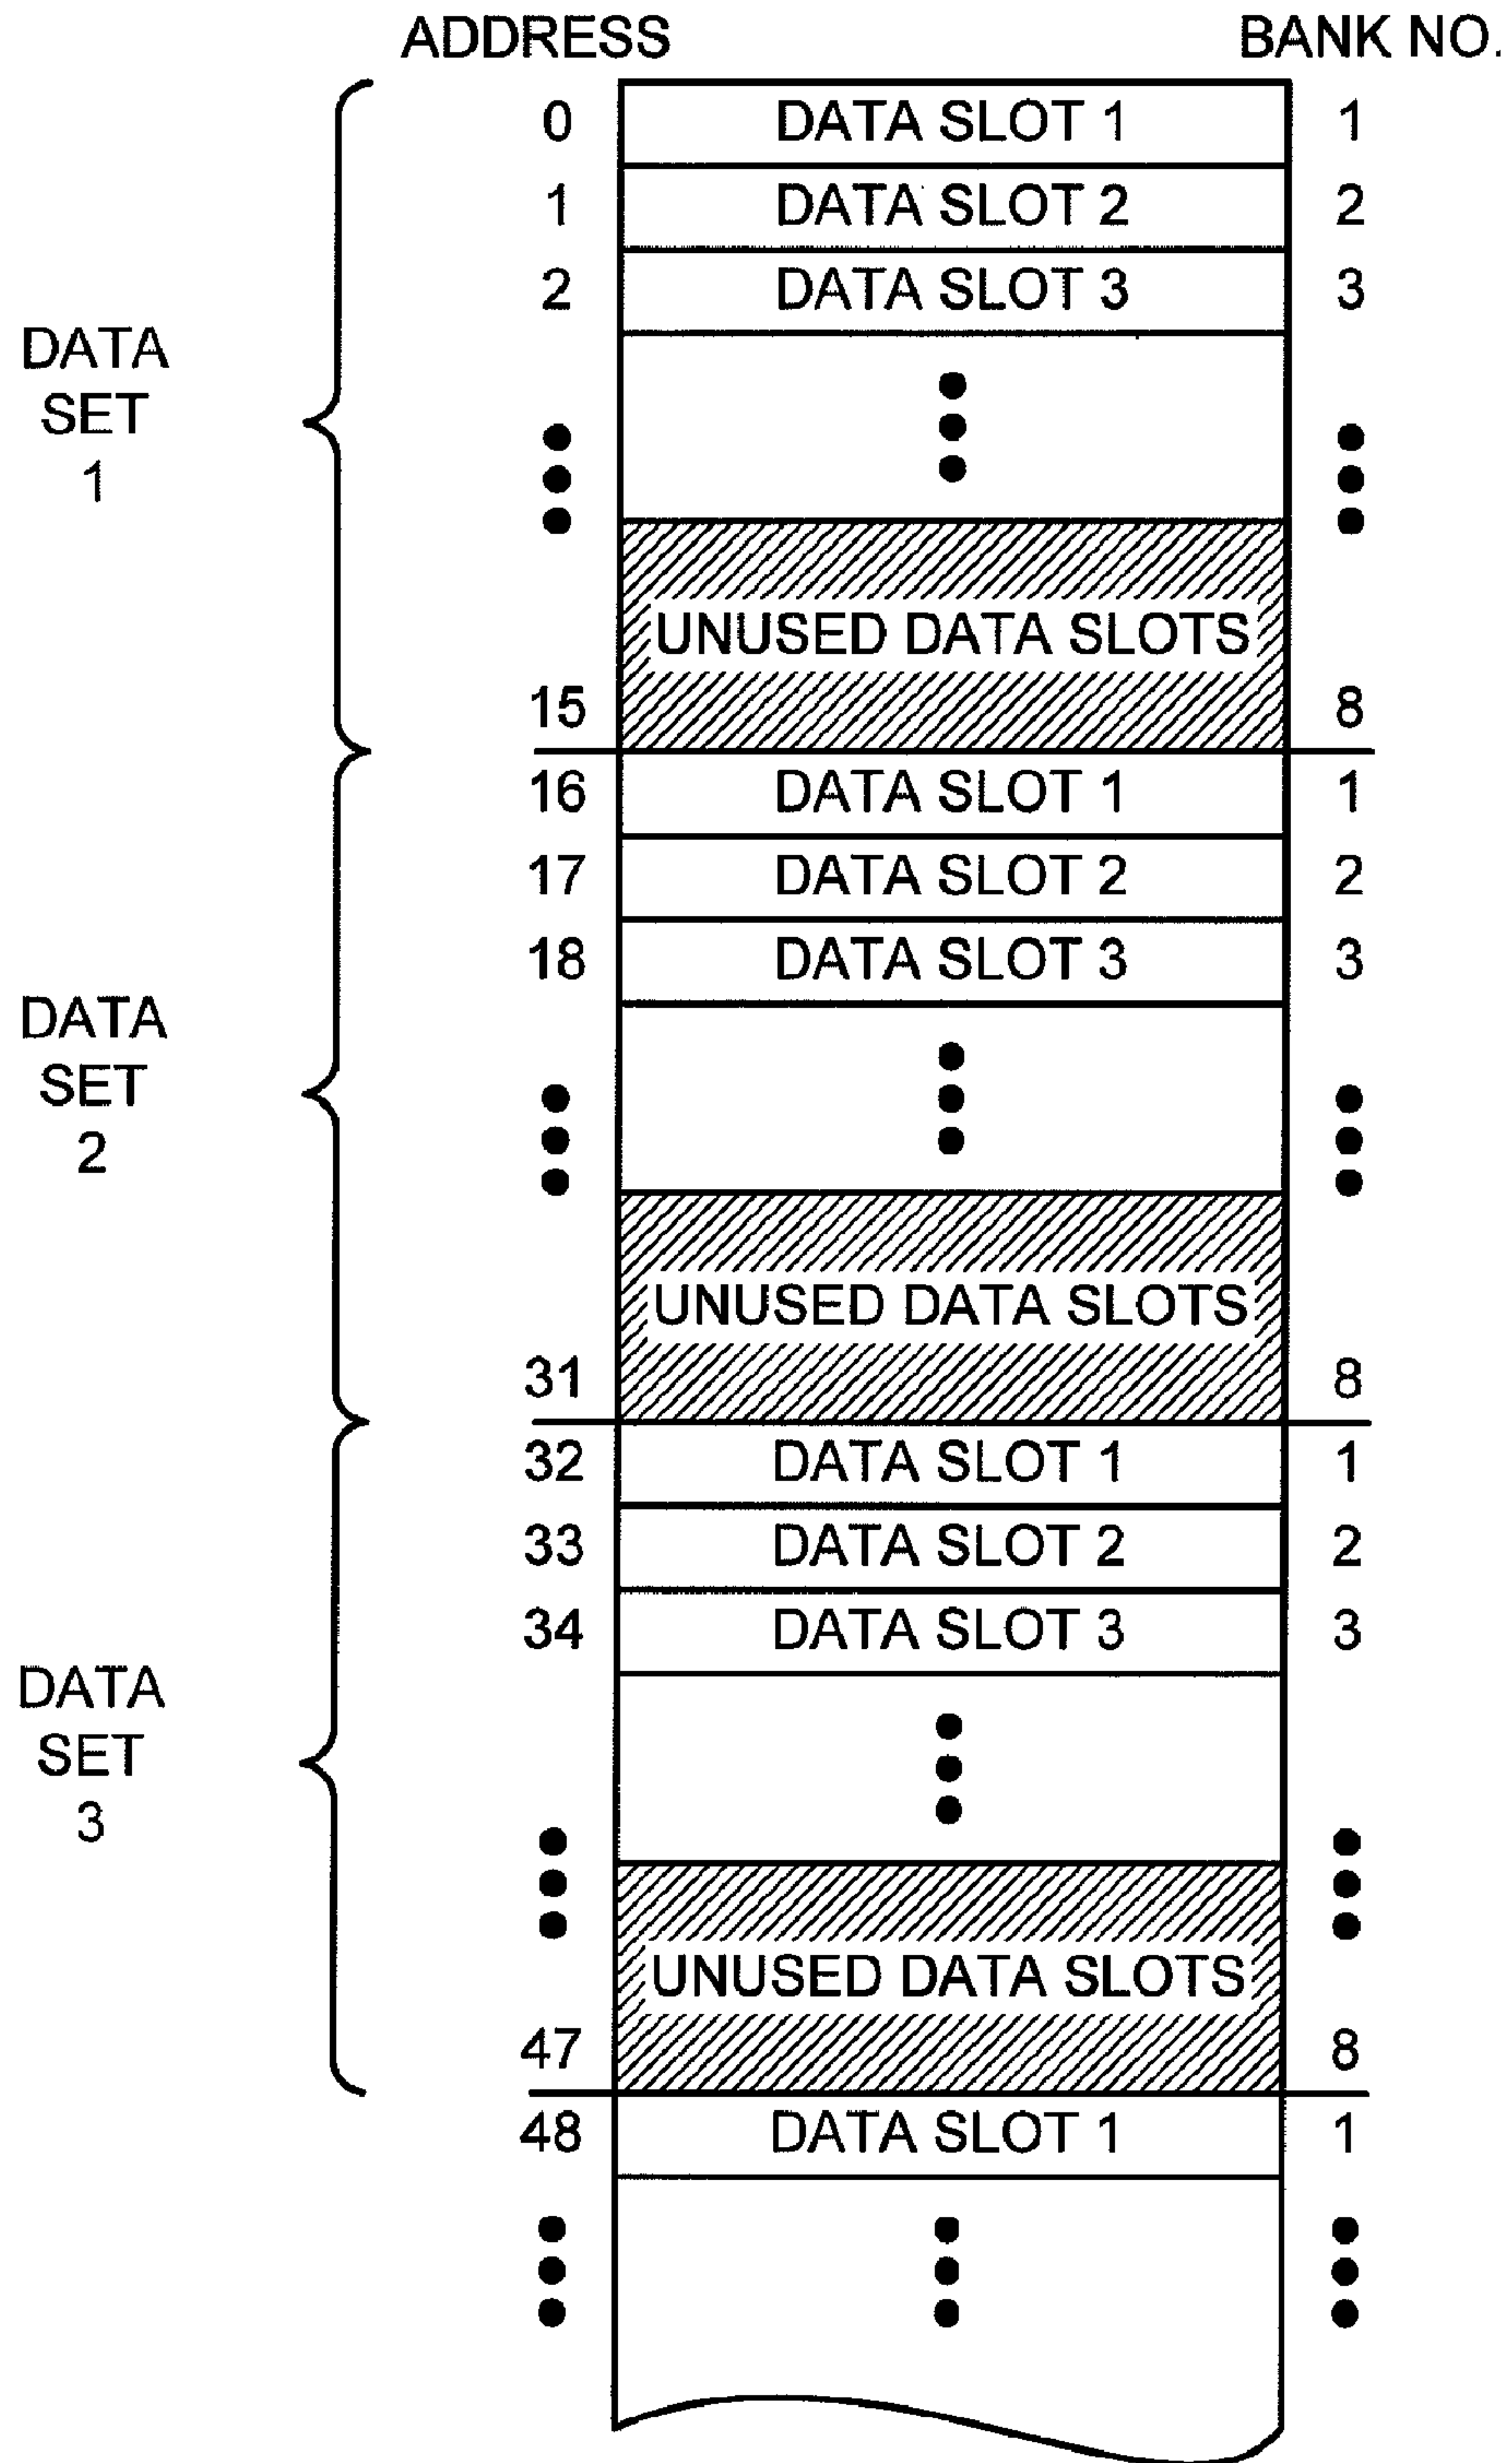 ADDRESS BANK NO.
0 DATA SLOT 1 1
1 DATA SLOT 2 2
2 DATA SLOT 3 3
DATA
SET
1
UNUSED DATA SLOTS
15 8
16 DATA SLOT 1 1
17 DATA SLOT 2 2
18 DATA SLOT 3 3
DATA
SET
2
UNUSED DATA SLOTS
31 8
32 DATA SLOT 1 1
33 DATA SLOT 2 2
34 DATA SLOT 3 3
DATA
SET
3
UNUSED DATA SLOTS
47 8
48 DATA SLOT 1 1